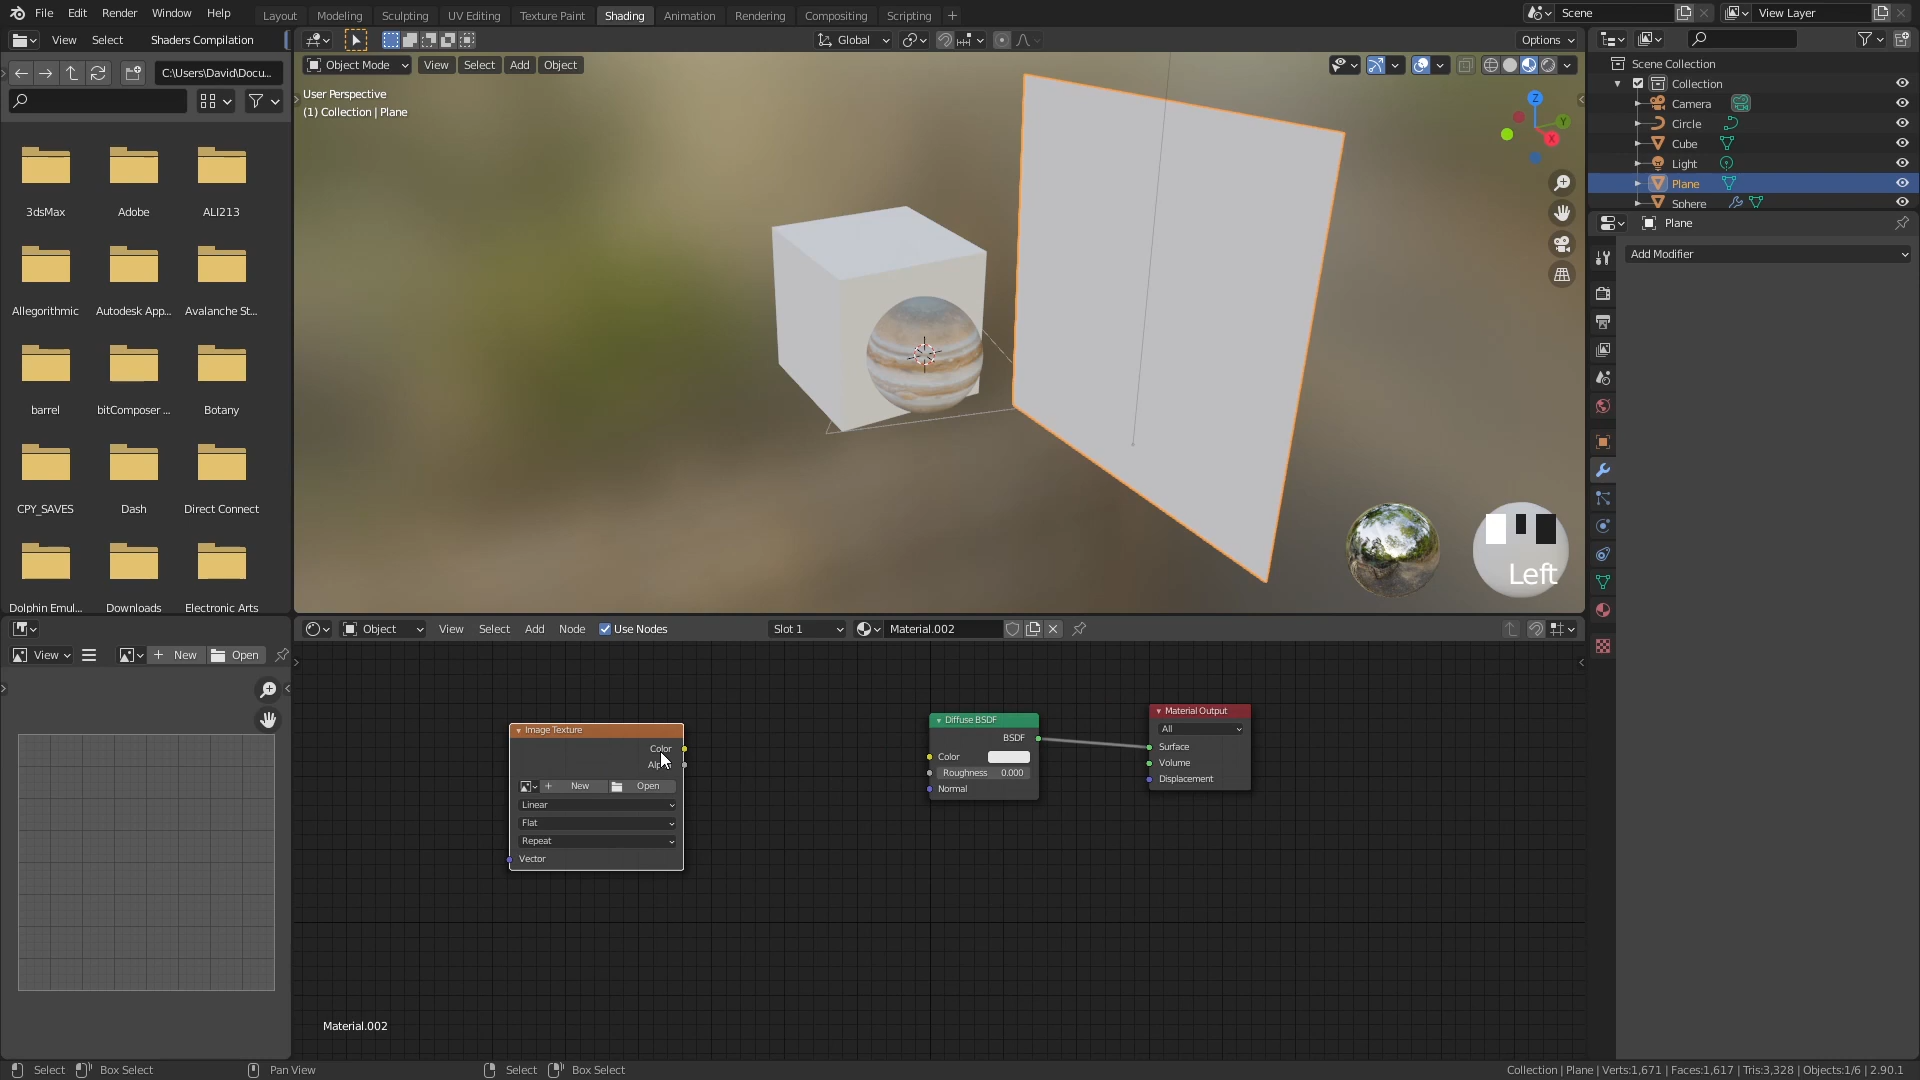 File Edit Render Window Help
Layout Modeling Sculpting UV Editing Texture Paint Shading Animation Rendering Compositing Scripting +
Scene
View Layer
View Select Shaders Compilation
Global
Options
C:\Users\David\Docu...
Object Mode View Select Add Object
User Perspective
(1) Collection | Plane
3dsMax Adobe ALI213
Allegorithmic Autodesk App... Avalanche St...
barrel bitComposer ... Botany
CPY_SAVES Dash Direct Connect
Dolphin Emul... Downloads Electronic Arts
Z
Y
X
Left
Scene Collection
Collection
Camera
Circle
Cube
Light
Plane
Sphere
Plane
Add Modifier
Object View Select Add Node Use Nodes Slot 1 Material.002
View New Open
Image Texture
Color
Alp
New Open
Linear
Flat
Repeat
Vector
Diffuse BSDF
BSDF
Color
Roughness 0.000
Normal
Material Output
All
Surface
Volume
Displacement
Material.002
Select Box Select Pan View Select Box Select
Collection | Plane | Verts:1,671 | Faces:1,617 | Tris:3,328 | Objects:1/6 | 2.90.1